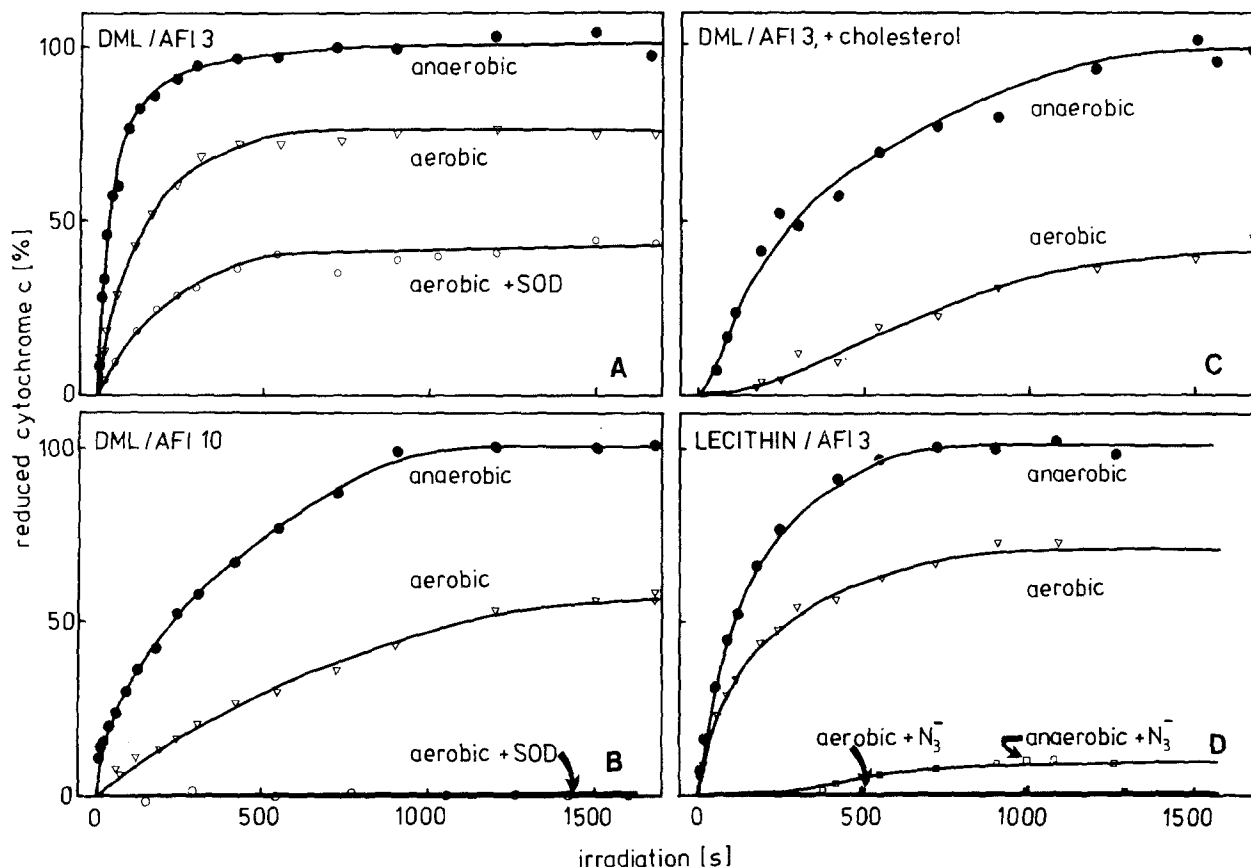 DML / AFI 3
anaerobic
aerobic
aerobic + SOD
A
DML / AFI 3, + cholesterol
anaerobic
aerobic
C
DML / AFI 10
anaerobic
aerobic
aerobic + SOD
B
LECITHIN / AFI 3
anaerobic
aerobic
aerobic + N₃⁻
anaerobic + N₃⁻
D
reduced cytochrome c [%]
100
50
0
100
50
0
0 500 1000 1500
0 500 1000 1500
irradiation [s]